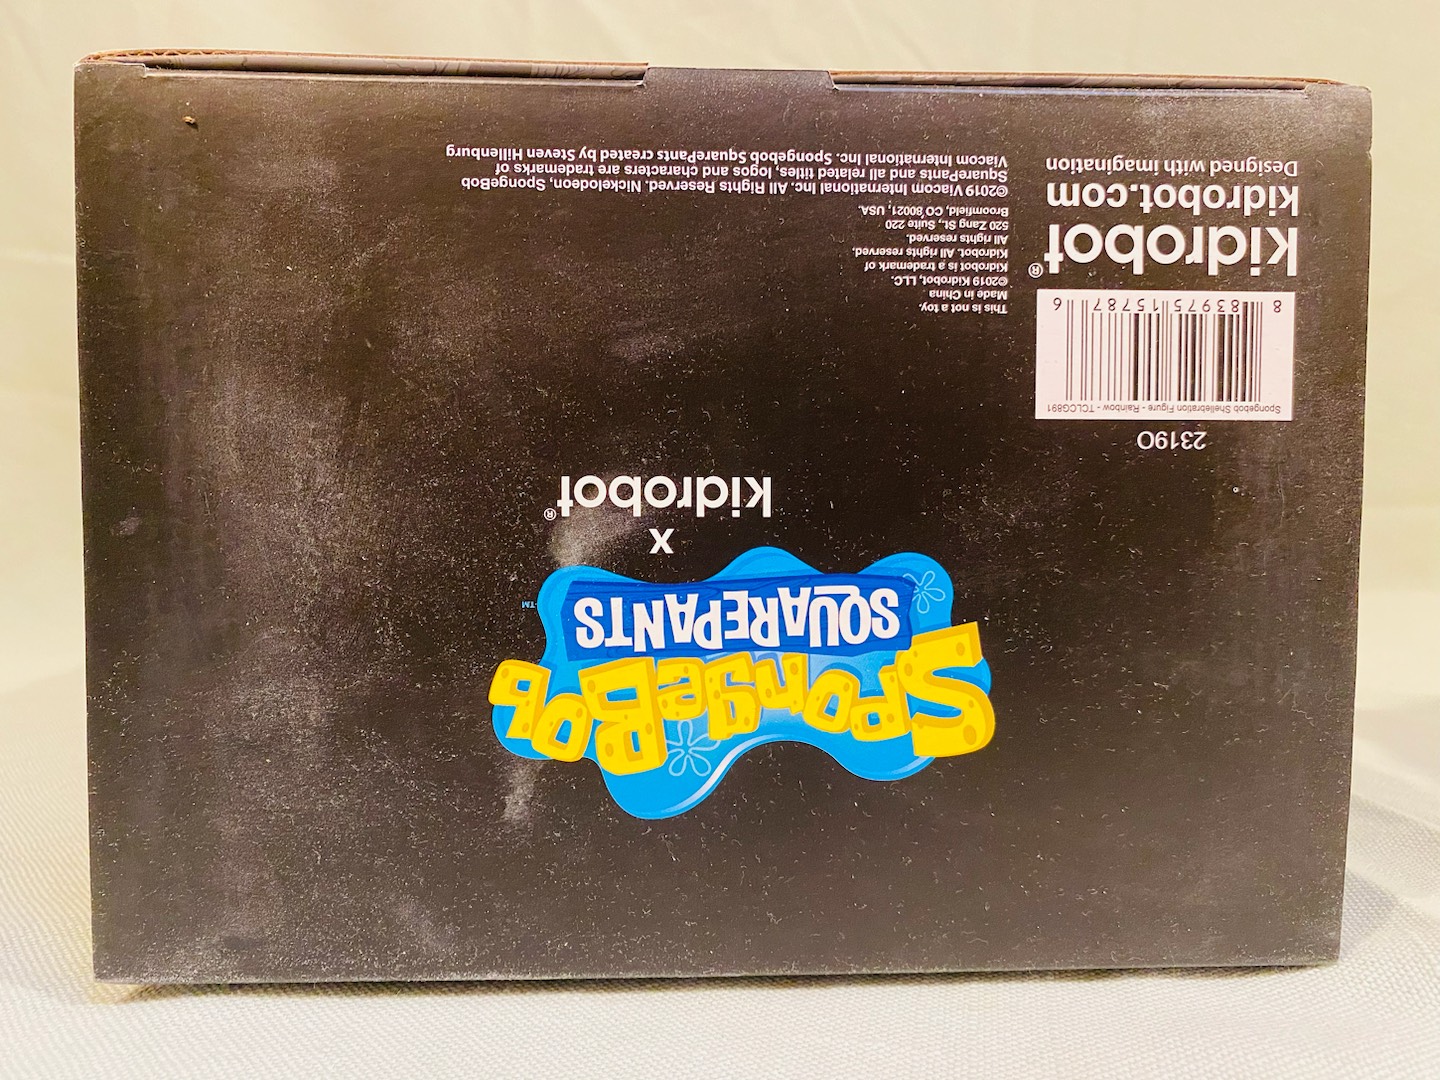 SpongeBob
SQUAREPANTS™
x
kidrobot®
23190
Spongebob Shellebration Figure - Rainbow - TCLCG891
8 83975 15787 6
kidrobot®
kidrobot.com
Designed with imagination
This is not a toy.
Made in China
©2019 Kidrobot, LLC.
Kidrobot is a trademark of
Kidrobot. All rights reserved.
All rights reserved.
520 Zang St, Suite 220
Broomfield, CO 80021, USA.
©2019 Viacom International Inc. All Rights Reserved. Nickelodeon, SpongeBob
SquarePants and all related titles, logos and characters are trademarks of
Viacom International Inc. Spongebob SquarePants created by Steven Hillenburg